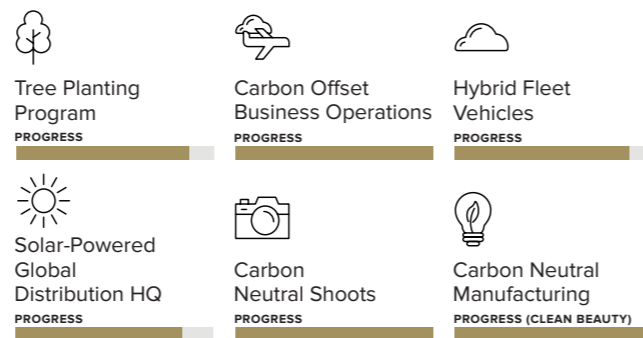 Tree Planting
Program
PROGRESS
Carbon Offset
Business Operations
PROGRESS
Hybrid Fleet
Vehicles
PROGRESS
Solar-Powered
Global
Distribution HQ
PROGRESS
Carbon
Neutral Shoots
PROGRESS
Carbon Neutral
Manufacturing
PROGRESS (CLEAN BEAUTY)